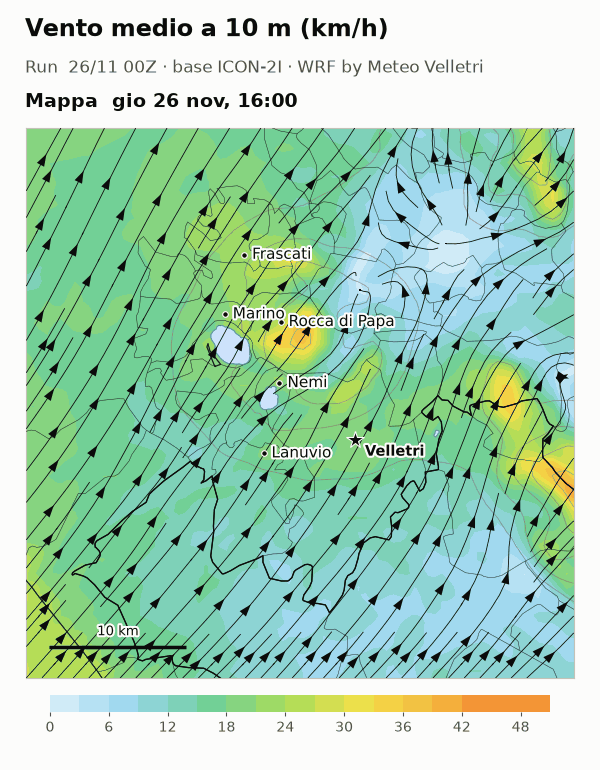 Vento medio a 10 m (km/h)
Run  26/11 00Z · base ICON-2I · WRF by Meteo Velletri
Mappa  gio 26 nov, 16:00
Frascati
Marino
Rocca di Papa
Nemi
Velletri
Lanuvio
10 km
0 6 12 18 24 30 36 42 48